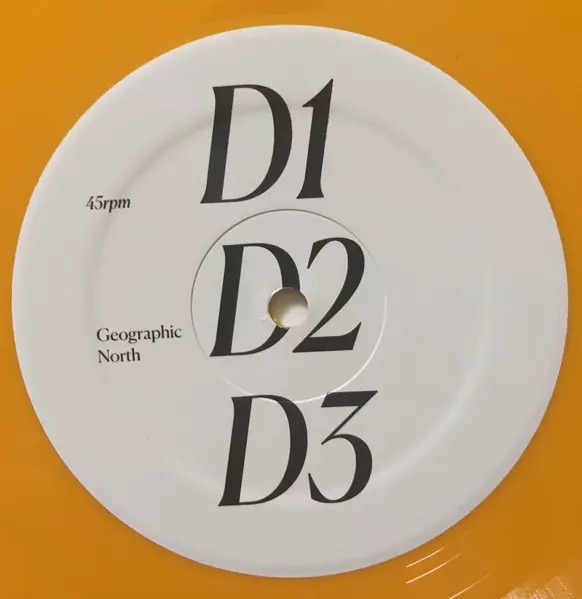 D1
45rpm
D2
Geographic
North
D3